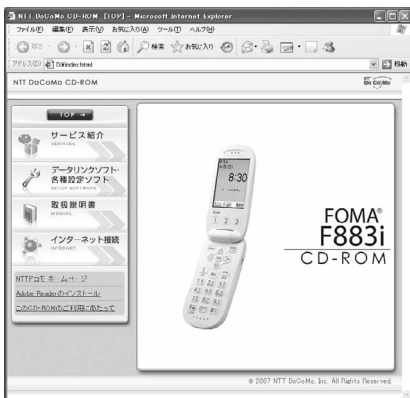 NTT DoCoMo CD-ROM [TOP] - Microsoft Internet Explorer
ファイル(F) 編集(E) 表示(V) お気に入り(A) ツール(T) ヘルプ(H)
戻る 検索 お気に入り
アドレス(D) D:¥index.html 移動
NTT DoCoMo CD-ROM
DoCoMo
TOP
サービス紹介
SERVICES
データリンクソフト・
各種設定ソフト
SETUP SOFTWARE
取扱説明書
MANUAL
インターネット接続
INTERNET
NTTドコモ ホームページ
Adobe Readerのインストール
このCD-ROMのご利用にあたって
8:30
FOMA®
F883i
CD-ROM
© 2007 NTT DoCoMo, Inc. All Rights Reserved.